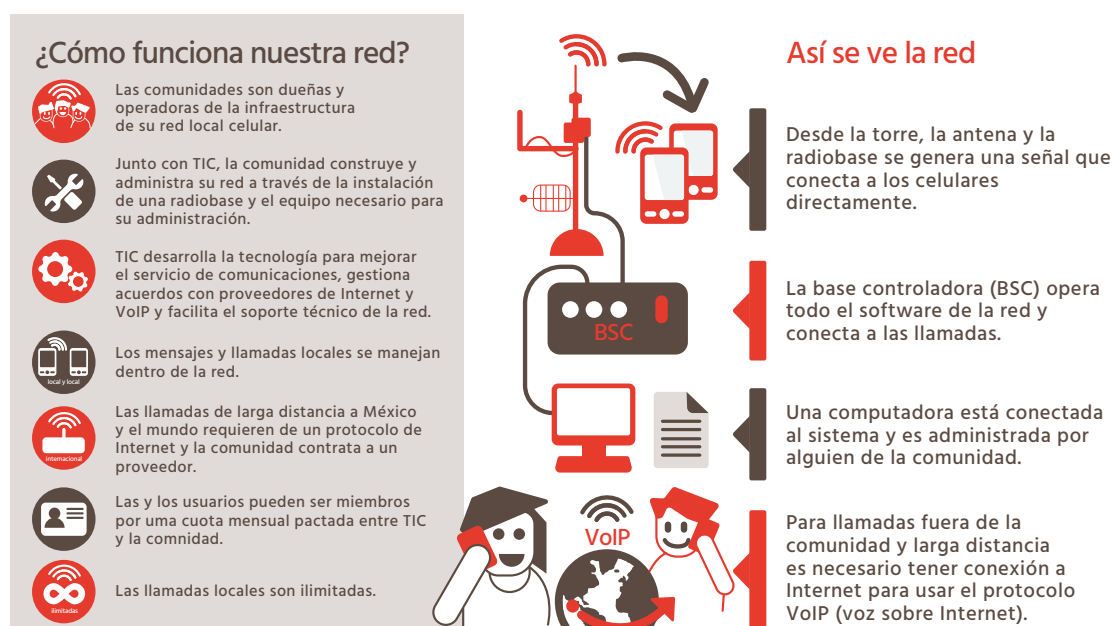 ¿Cómo funciona nuestra red?
Las comunidades son dueñas y
operadoras de la infraestructura
de su red local celular.
Junto con TIC, la comunidad construye y
administra su red a través de la instalación
de una radiobase y el equipo necesario para
su administración.
TIC desarrolla la tecnología para mejorar
el servicio de comunicaciones, gestiona
acuerdos con proveedores de Internet y
VoIP y facilita el soporte técnico de la red.
local y local
Los mensajes y llamadas locales se manejan
dentro de la red.
internacional
Las llamadas de larga distancia a México
y el mundo requieren de un protocolo de
Internet y la comunidad contrata a un
proveedor.
Las y los usuarios pueden ser miembros
por uma cuota mensual pactada entre TIC
y la comnidad.
ilimitadas
Las llamadas locales son ilimitadas.
BSC
VoIP
Así se ve la red
Desde la torre, la antena y la
radiobase se genera una señal que
conecta a los celulares
directamente.
La base controladora (BSC) opera
todo el software de la red y
conecta a las llamadas.
Una computadora está conectada
al sistema y es administrada por
alguien de la comunidad.
Para llamadas fuera de la
comunidad y larga distancia
es necesario tener conexión a
Internet para usar el protocolo
VoIP (voz sobre Internet).